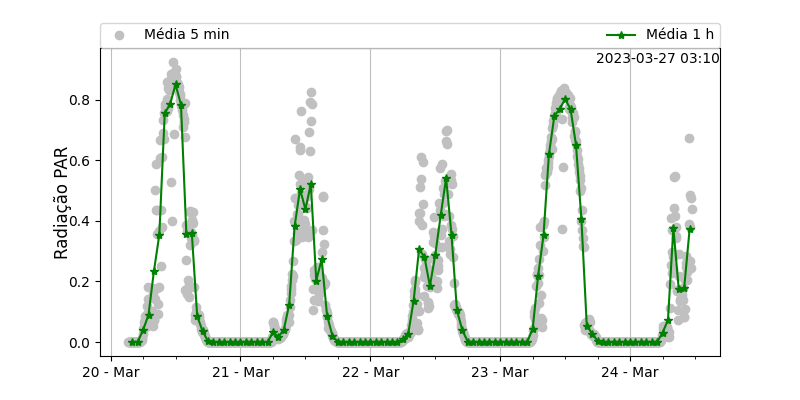 Média 5 min
Média 1 h
2023-03-27 03:10
Radiação PAR
0.8
0.6
0.4
0.2
0.0
20 - Mar
21 - Mar
22 - Mar
23 - Mar
24 - Mar